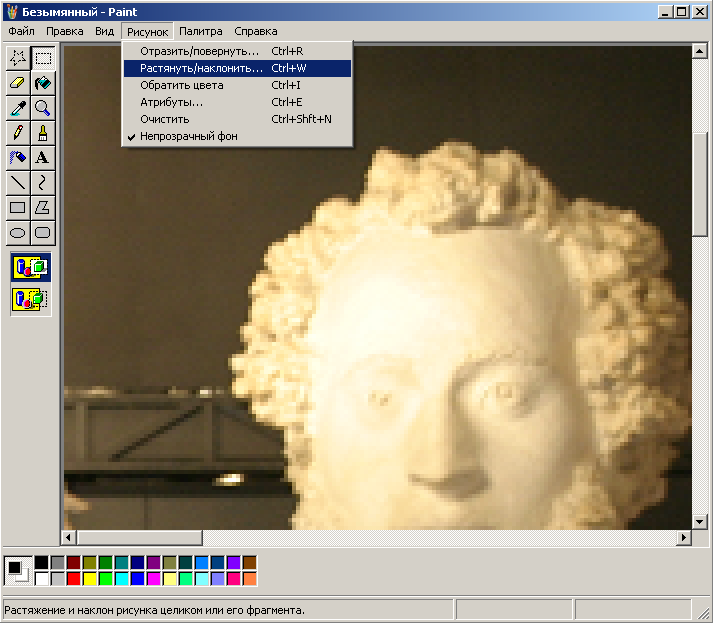 Безымянный - Paint
Файл Правка Вид Рисунок Палитра Справка
Отразить/повернуть... Ctrl+R
Растянуть/наклонить... Ctrl+W
Обратить цвета Ctrl+I
Атрибуты... Ctrl+E
Очистить Ctrl+Shft+N
Непрозрачный фон
A
Растяжение и наклон рисунка целиком или его фрагмента.